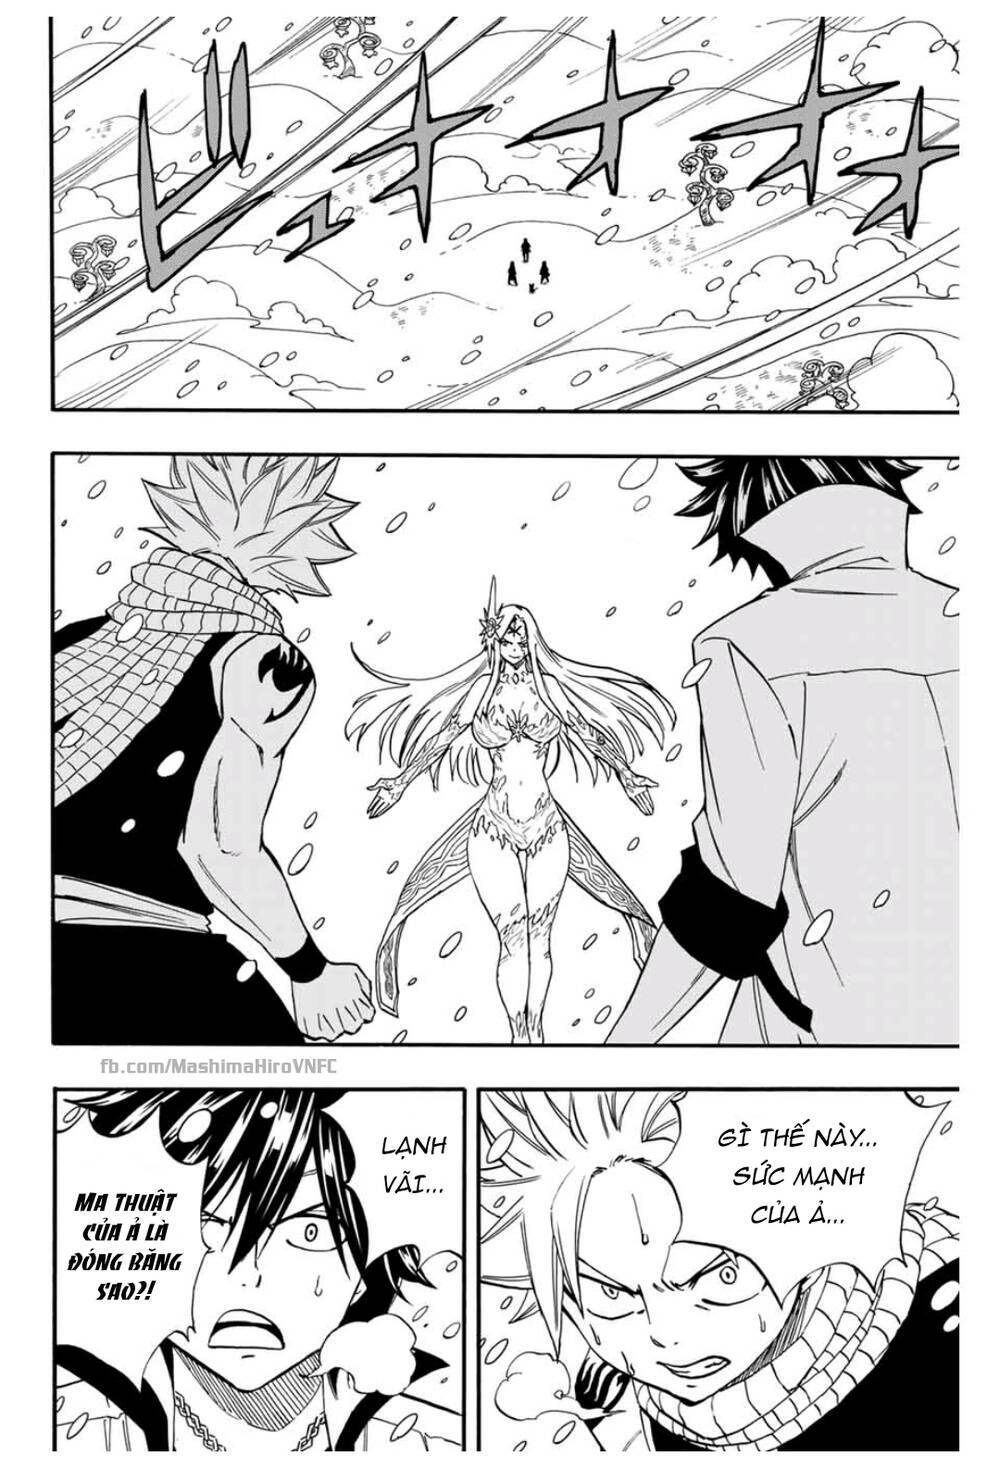 ビュオオオオ
fb.com/MashimaHiroVNFC
GÌ THẾ NÀY...
SỨC MẠNH
CỦA Ả...
LẠNH
VÃI...
MA THUẬT
CỦA Ả LÀ
ĐÓNG BĂNG
SAO?!